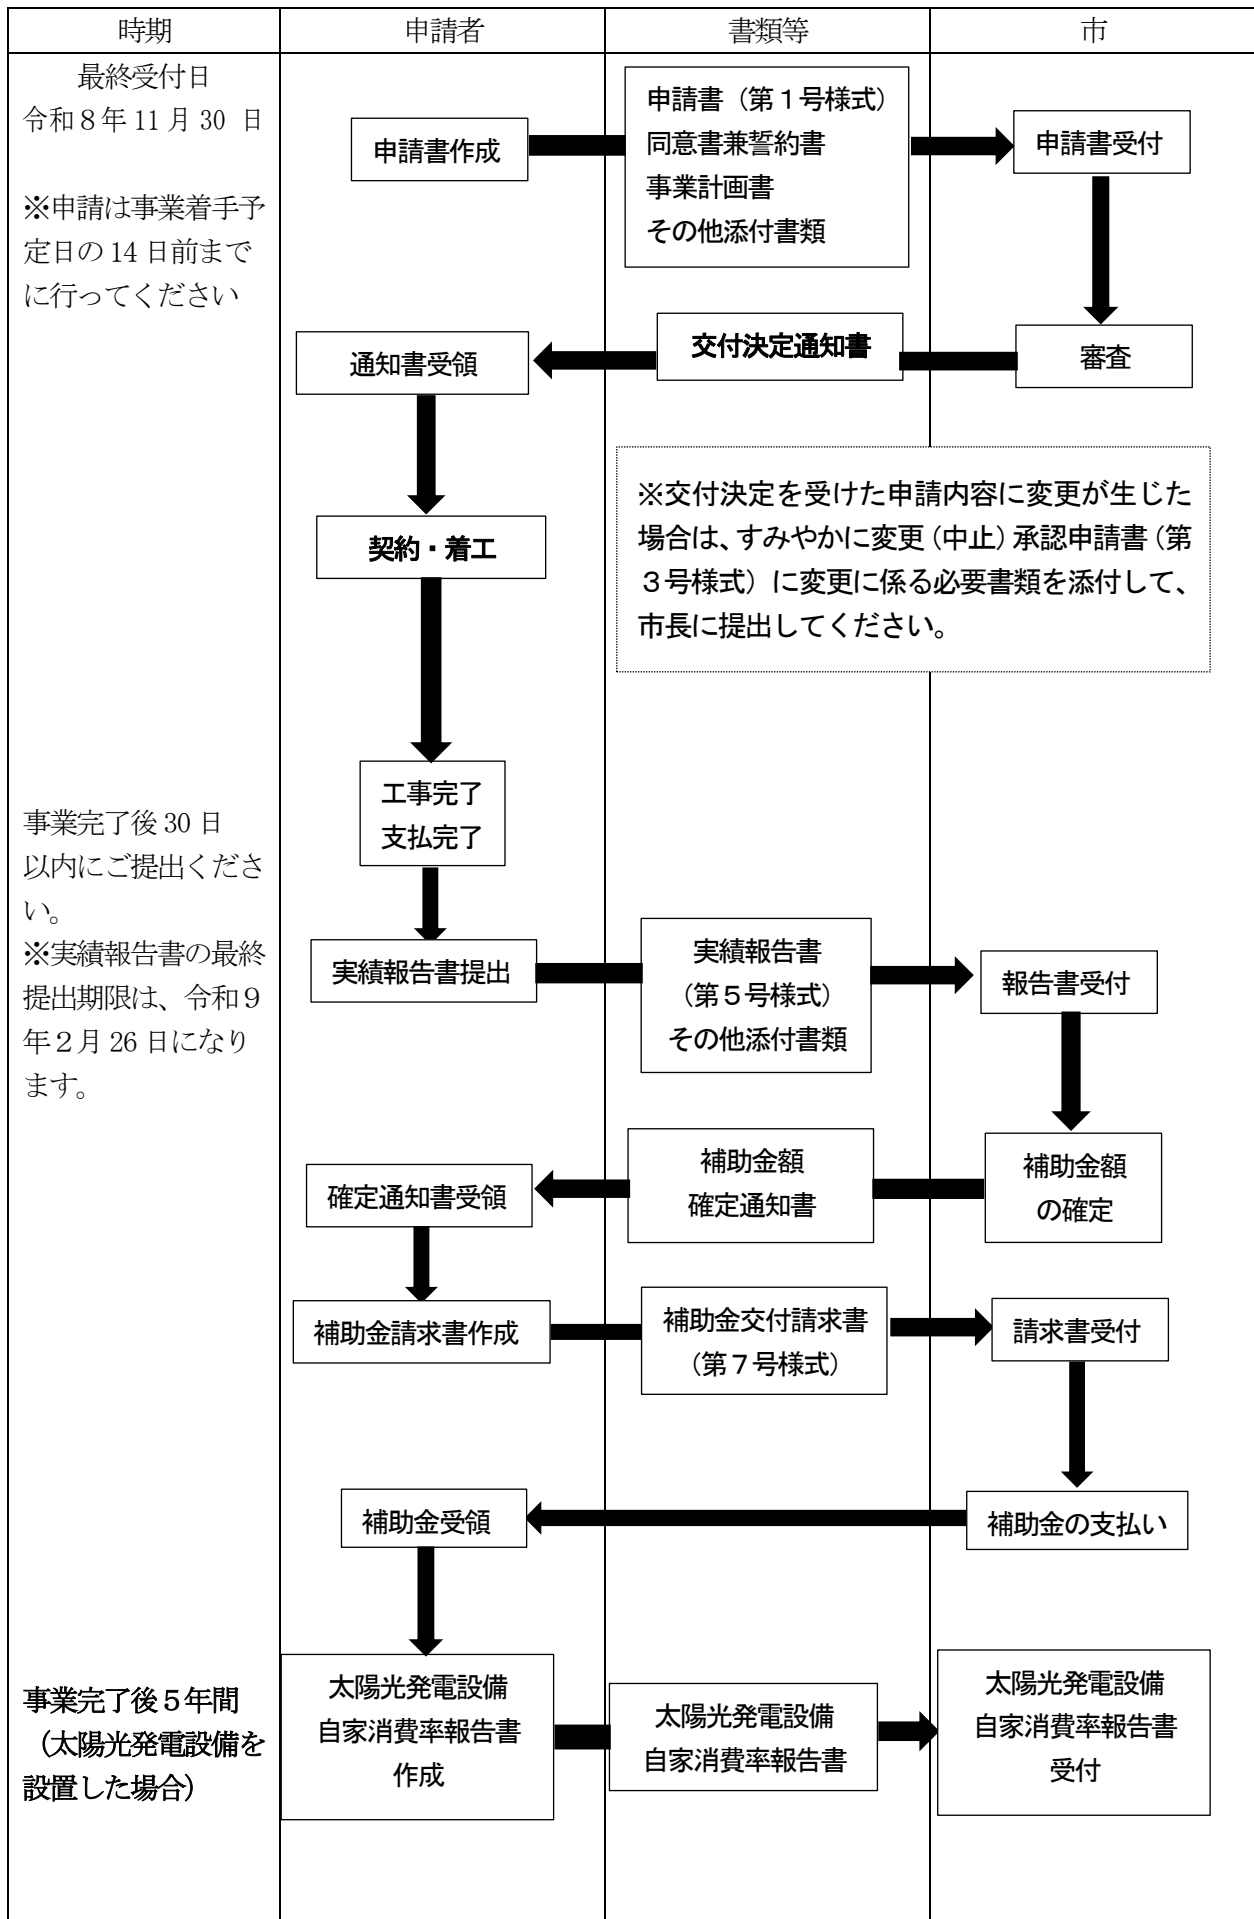 時期
申請者
書類等
市
最終受付日
令和８年 11 月 30 日
※申請は事業着手予
定日の 14 日前まで
に行ってください
申請書作成
申請書（第１号様式）
同意書兼誓約書
事業計画書
その他添付書類
申請書受付
通知書受領
交付決定通知書
審査
契約・着工
※交付決定を受けた申請内容に変更が生じた
場合は、すみやかに変更（中止）承認申請書（第
３号様式）に変更に係る必要書類を添付して、
市長に提出してください。
工事完了
支払完了
事業完了後 30 日
以内にご提出くださ
い。
※実績報告書の最終
提出期限は、令和９
年２月 26 日になり
ます。
実績報告書提出
実績報告書
（第５号様式）
その他添付書類
報告書受付
確定通知書受領
補助金額
確定通知書
補助金額
の確定
補助金請求書作成
補助金交付請求書
（第７号様式）
請求書受付
補助金受領
補助金の支払い
事業完了後５年間
（太陽光発電設備を
設置した場合）
太陽光発電設備
自家消費率報告書
作成
太陽光発電設備
自家消費率報告書
太陽光発電設備
自家消費率報告書
受付